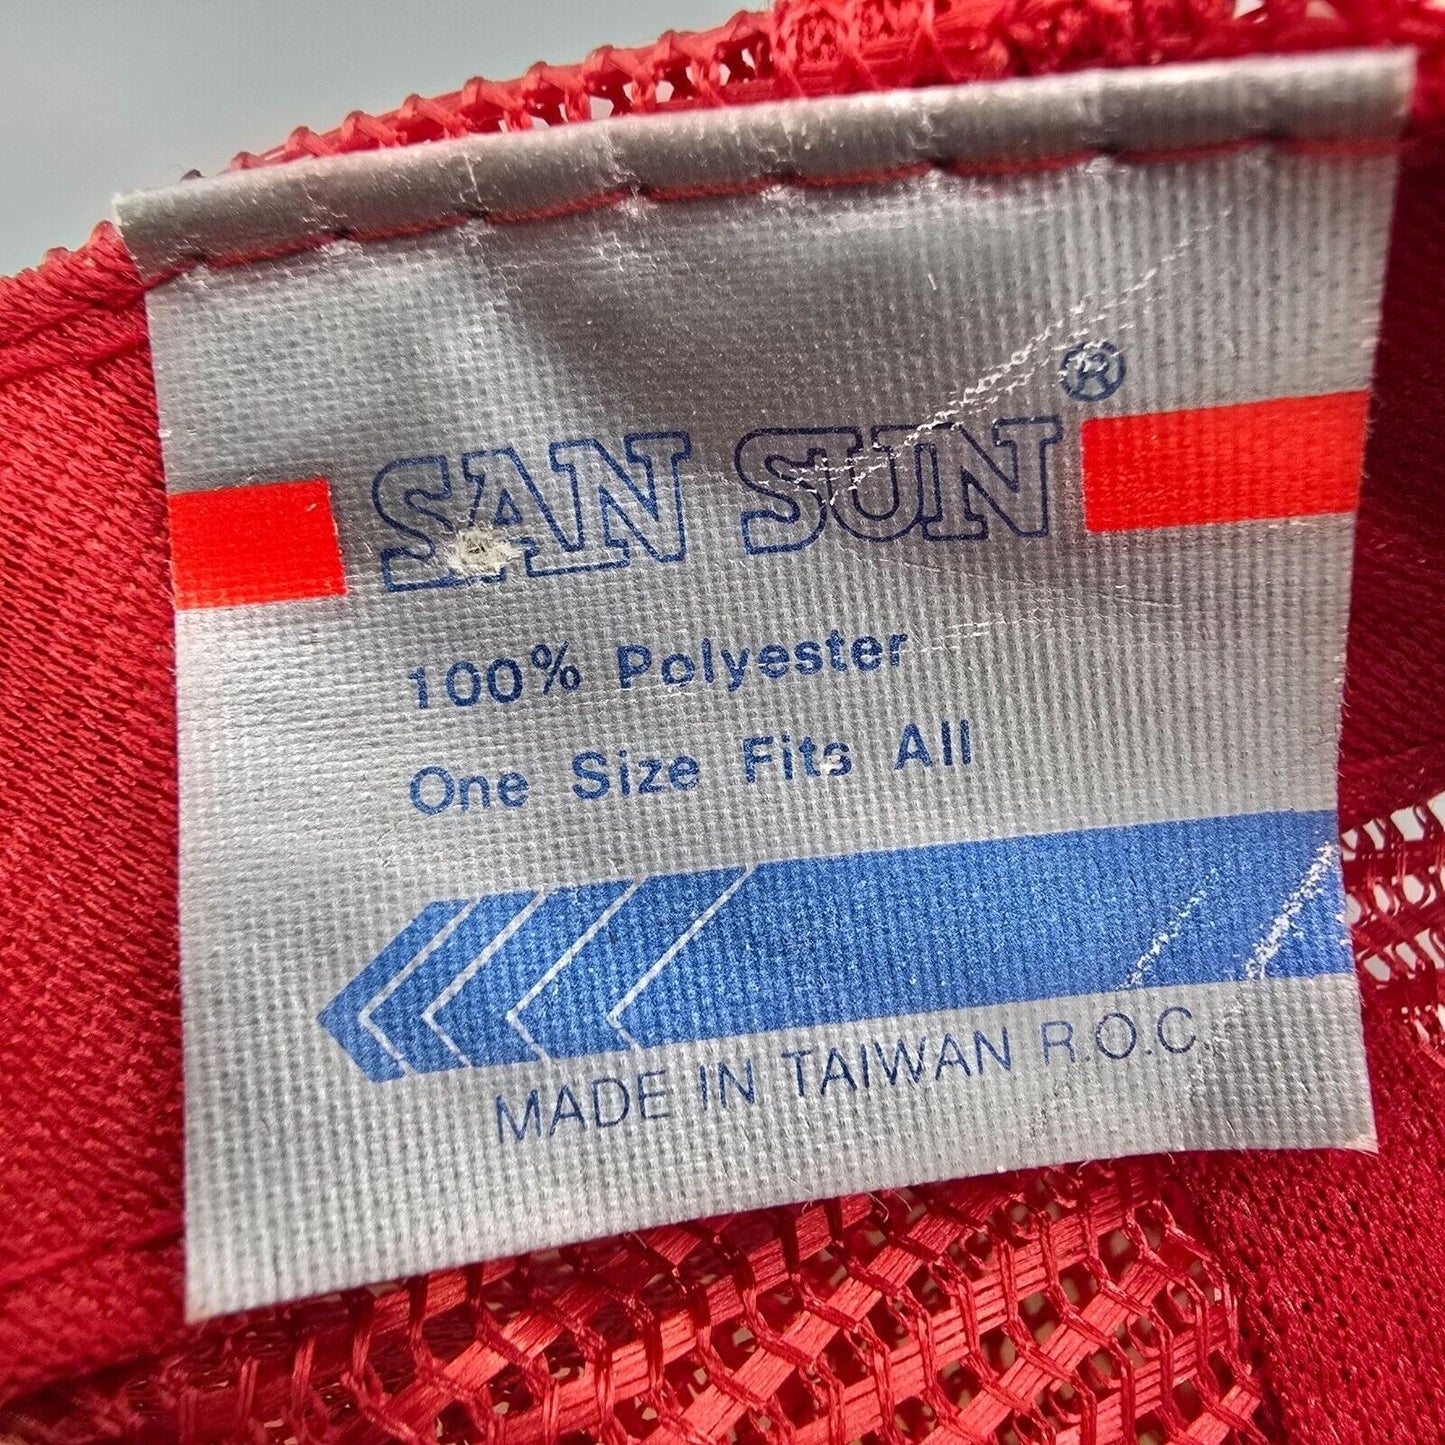 SAN SUN®
100% Polyester
One Size Fits All
MADE IN TAIWAN R.O.C.